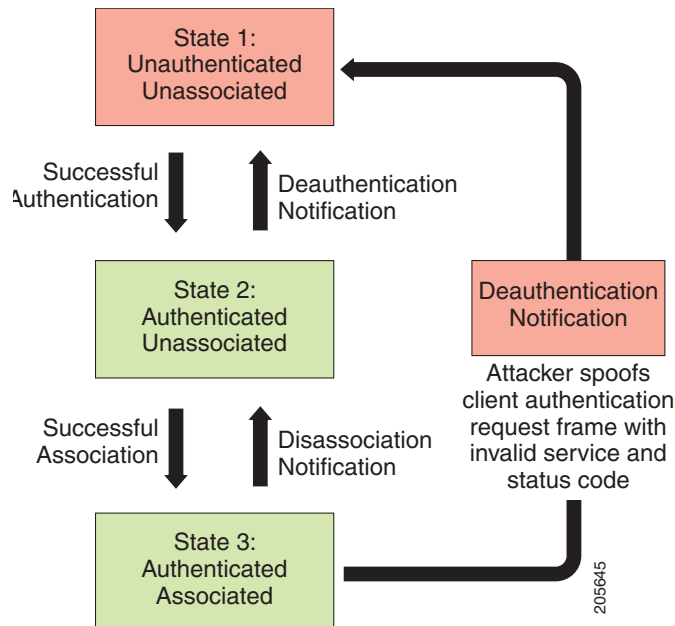 State 1:
Unauthenticated
Unassociated
Successful
Authentication
Deauthentication
Notification
State 2:
Authenticated
Unassociated
Deauthentication
Notification
Attacker spoofs
client authentication
request frame with
invalid service and
status code
Successful
Association
Disassociation
Notification
State 3:
Authenticated
Associated
205645